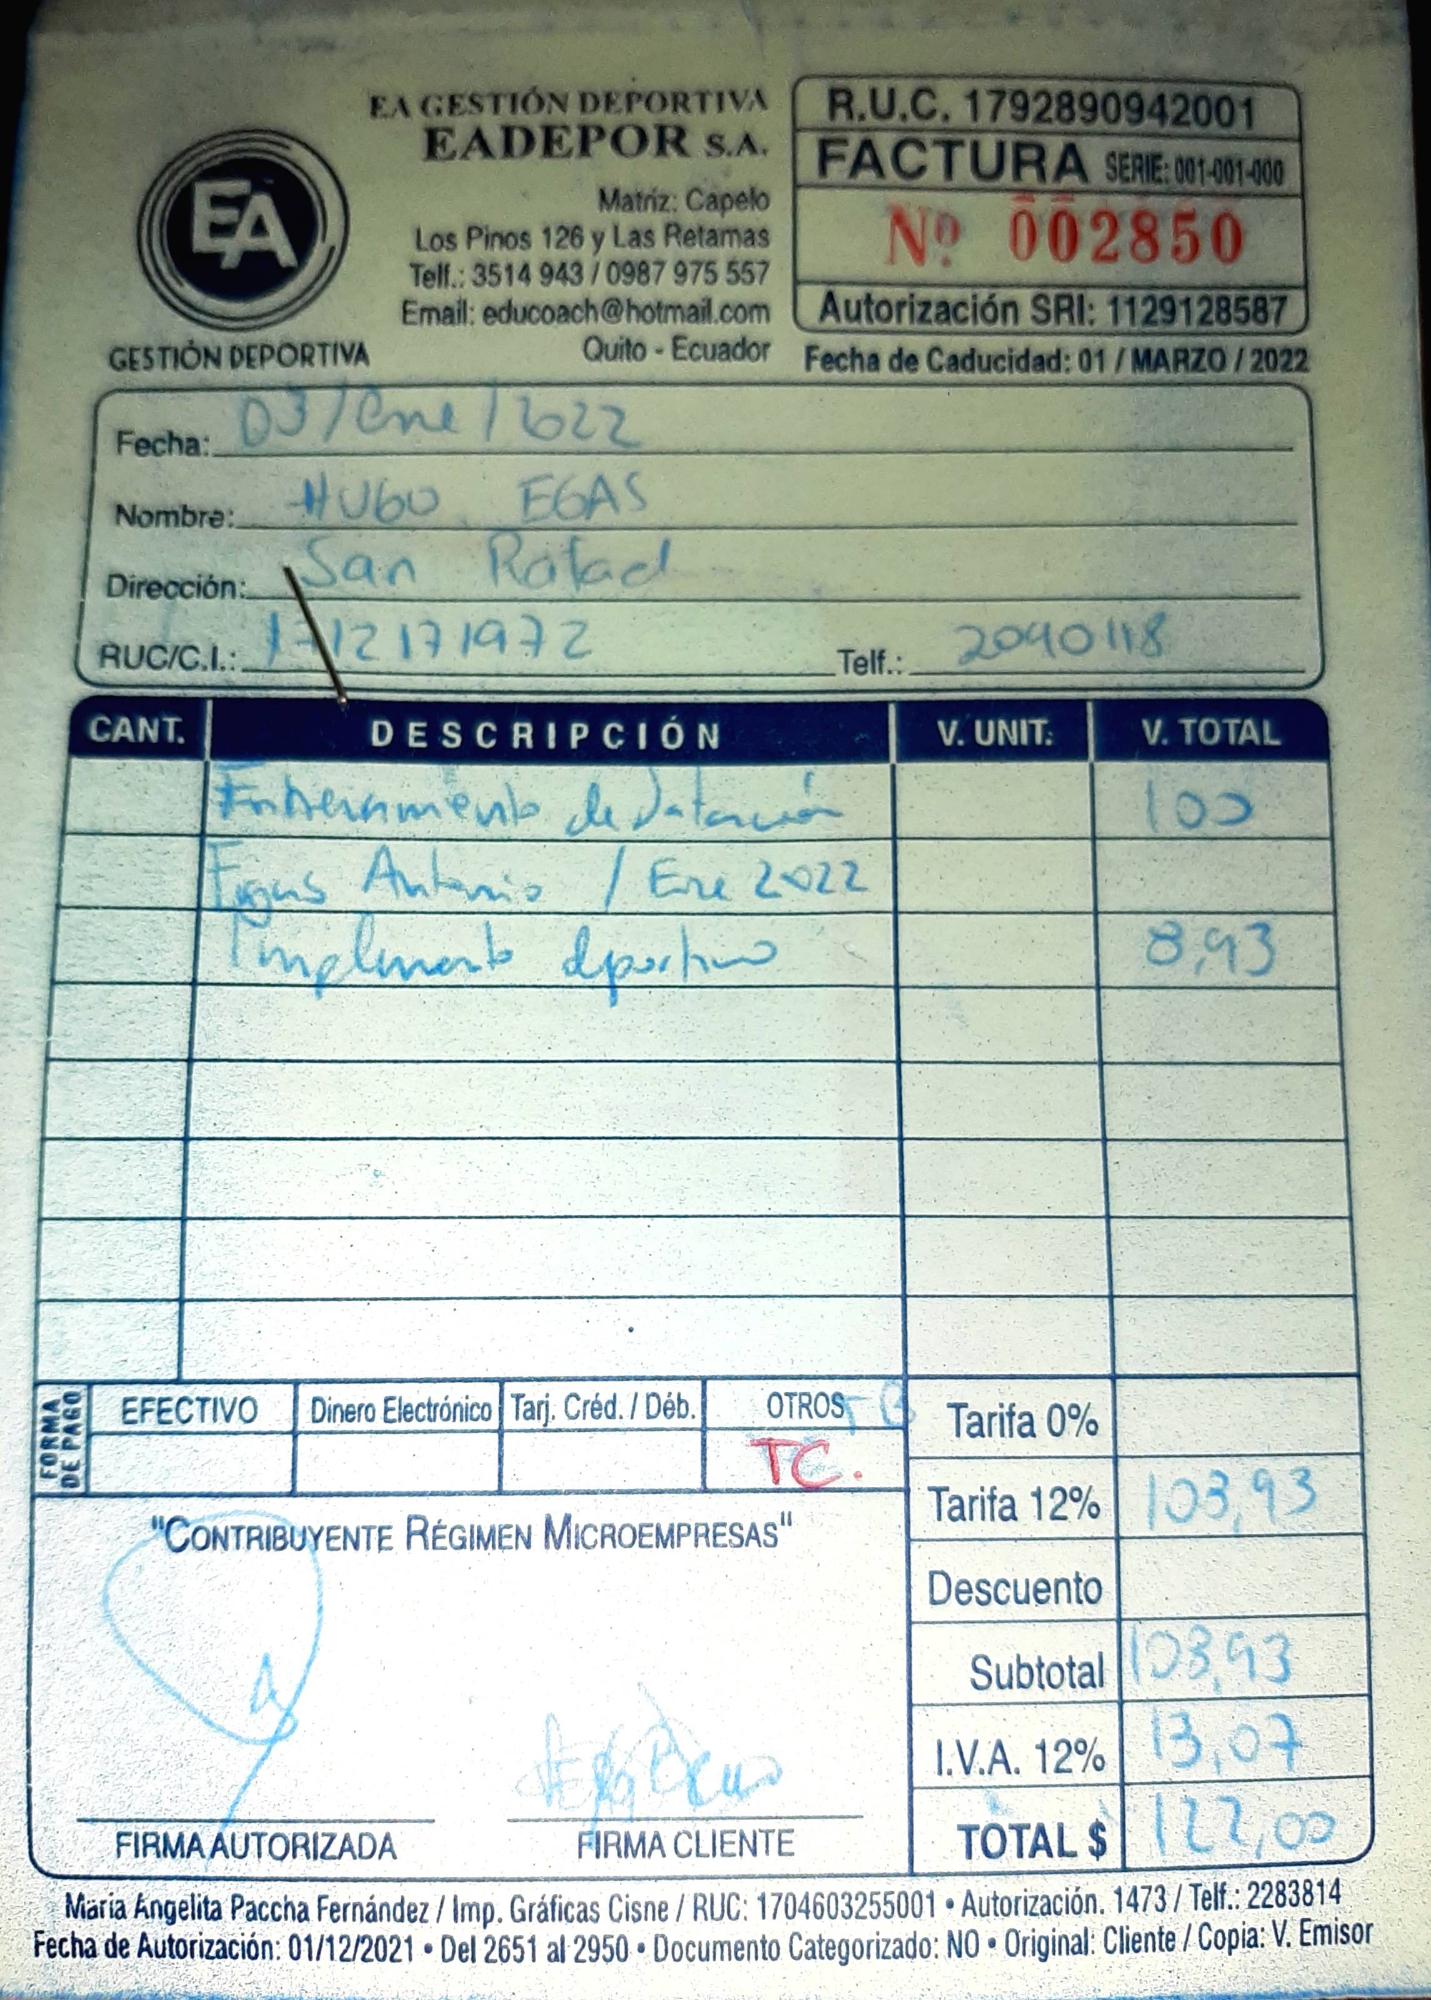 EA GESTIÓN DEPORTIVA
EADEPOR S.A.
Matriz: Capelo
Los Pinos 126 y Las Retamas
Telf.: 3514 943 / 0987 975 557
Email: educoach@hotmail.com
Quito - Ecuador
EA
GESTIÓN DEPORTIVA
R.U.C. 1792890942001
FACTURA SERIE: 001-001-000
Nº 002850
Autorización SRI: 1129128587
Fecha de Caducidad: 01 / MARZO / 2022
Fecha: 03/Ene/2022
Nombre: HUGO EGAS
Dirección: San Rafael
RUC/C.I.: 1712171972 Telf.: 2090118
CANT. DESCRIPCIÓN V. UNIT. V. TOTAL
Entrenamiento de Natación 100
Antonio / Ene 2022
Implemento deportivo 8,93
FORMA DE PAGO
EFECTIVO Dinero Electrónico Tarj. Créd. / Déb. OTROS
TC.
Tarifa 0%
Tarifa 12% 108,93
Descuento
Subtotal 108,93
I.V.A. 12% 13,07
TOTAL $ 122,00
"CONTRIBUYENTE RÉGIMEN MICROEMPRESAS"
FIRMA AUTORIZADA FIRMA CLIENTE
María Angelita Paccha Fernández / Imp. Gráficas Cisne / RUC: 1704603255001 • Autorización. 1473 / Telf.: 2283814
Fecha de Autorización: 01/12/2021 • Del 2651 al 2950 • Documento Categorizado: NO • Original: Cliente / Copia: V. Emisor